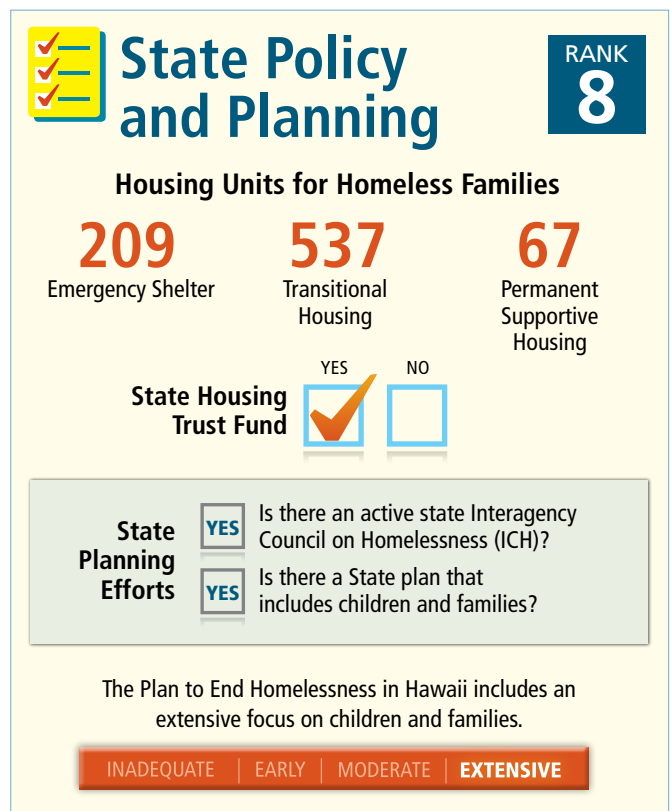 State Policy
and Planning
RANK
8
Housing Units for Homeless Families
209
Emergency Shelter
537
Transitional
Housing
67
Permanent
Supportive
Housing
State Housing
Trust Fund
YES
NO
State
Planning
Efforts
YES
Is there an active state Interagency
Council on Homelessness (ICH)?
YES
Is there a State plan that
includes children and families?
The Plan to End Homelessness in Hawaii includes an
extensive focus on children and families.
INADEQUATE | EARLY | MODERATE | EXTENSIVE